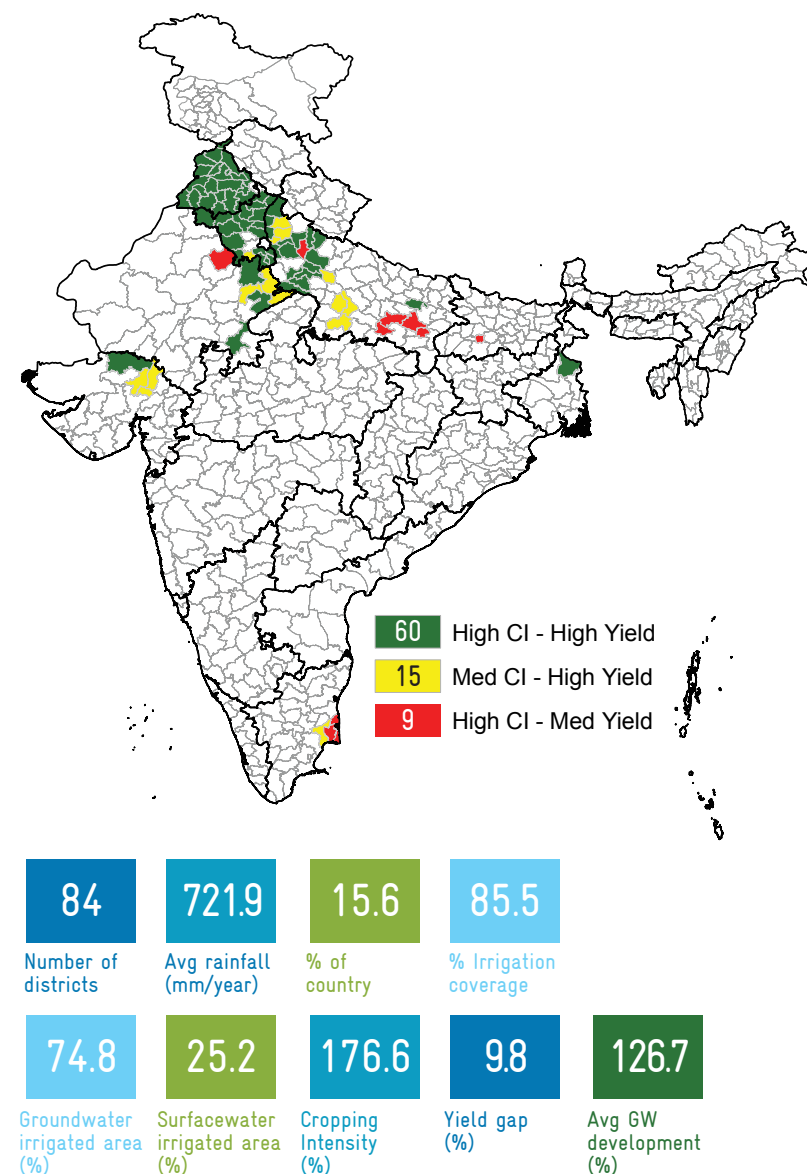 60 High CI - High Yield
15 Med CI - High Yield
9 High CI - Med Yield
84
Number of
districts
721.9
Avg rainfall
(mm/year)
15.6
% of
country
85.5
% Irrigation
coverage
74.8
Groundwater
irrigated area
(%)
25.2
Surfacewater
irrigated area
(%)
176.6
Cropping
Intensity
(%)
9.8
Yield gap
(%)
126.7
Avg GW
development
(%)